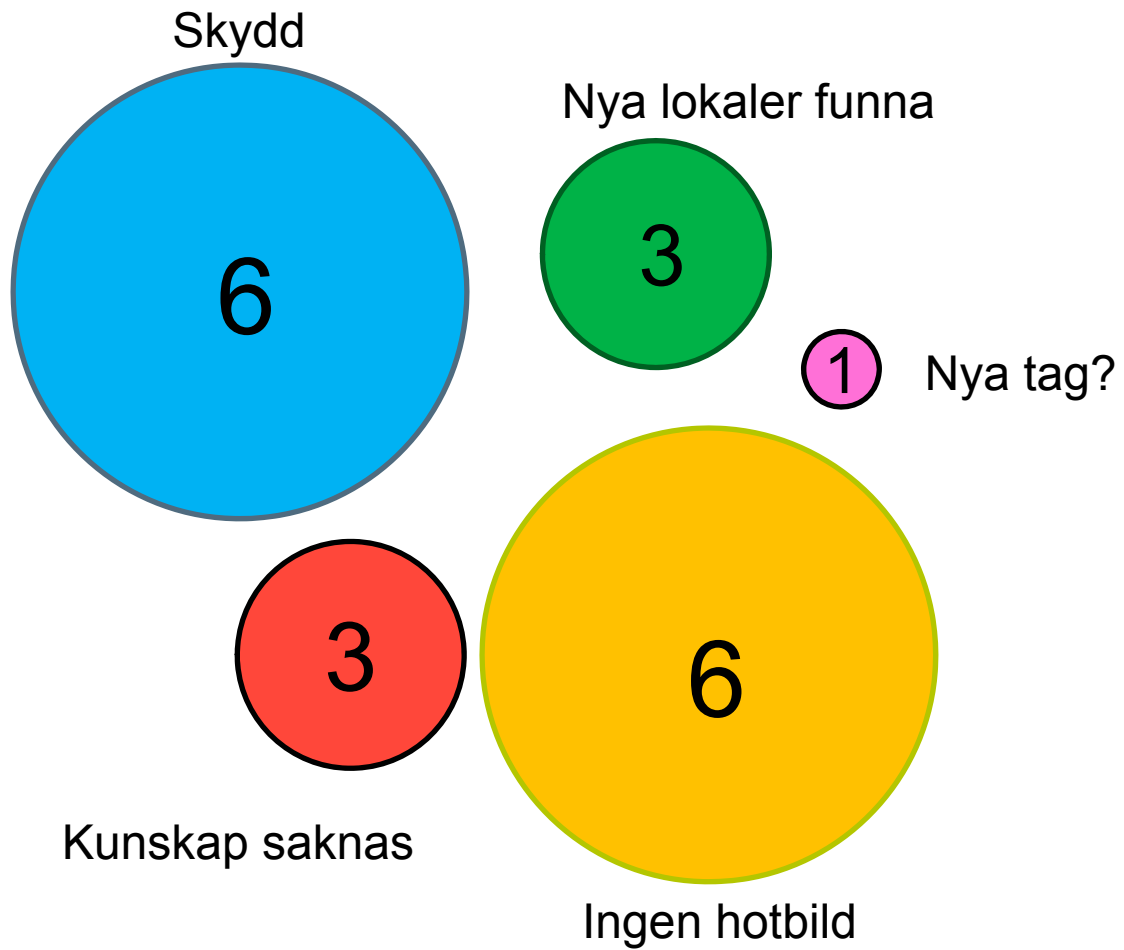 Skydd
6
Nya lokaler funna
3
1
Nya tag?
3
Kunskap saknas
6
Ingen hotbild